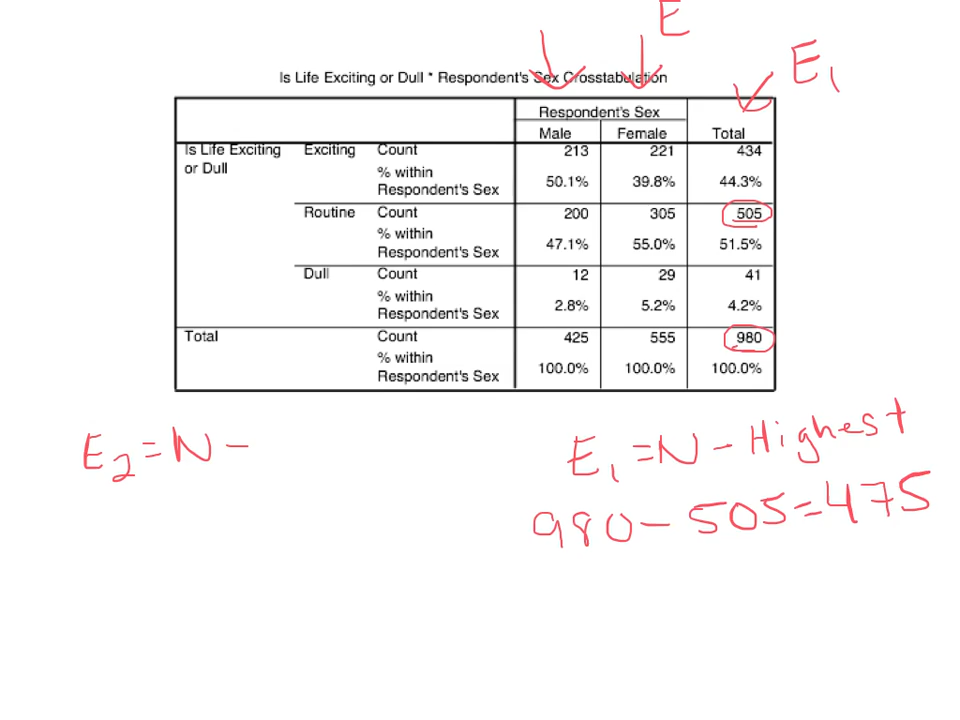 E
E1
Is Life Exciting or Dull * Respondent's Sex Crosstabulation
Respondent's Sex
Male Female Total
Is Life Exciting or Dull Exciting Count 213 221 434
% within Respondent's Sex 50.1% 39.8% 44.3%
Routine Count 200 305 505
% within Respondent's Sex 47.1% 55.0% 51.5%
Dull Count 12 29 41
% within Respondent's Sex 2.8% 5.2% 4.2%
Total Count 425 555 980
% within Respondent's Sex 100.0% 100.0% 100.0%
E2 = N -
E1 = N - Highest
980 - 505 = 475